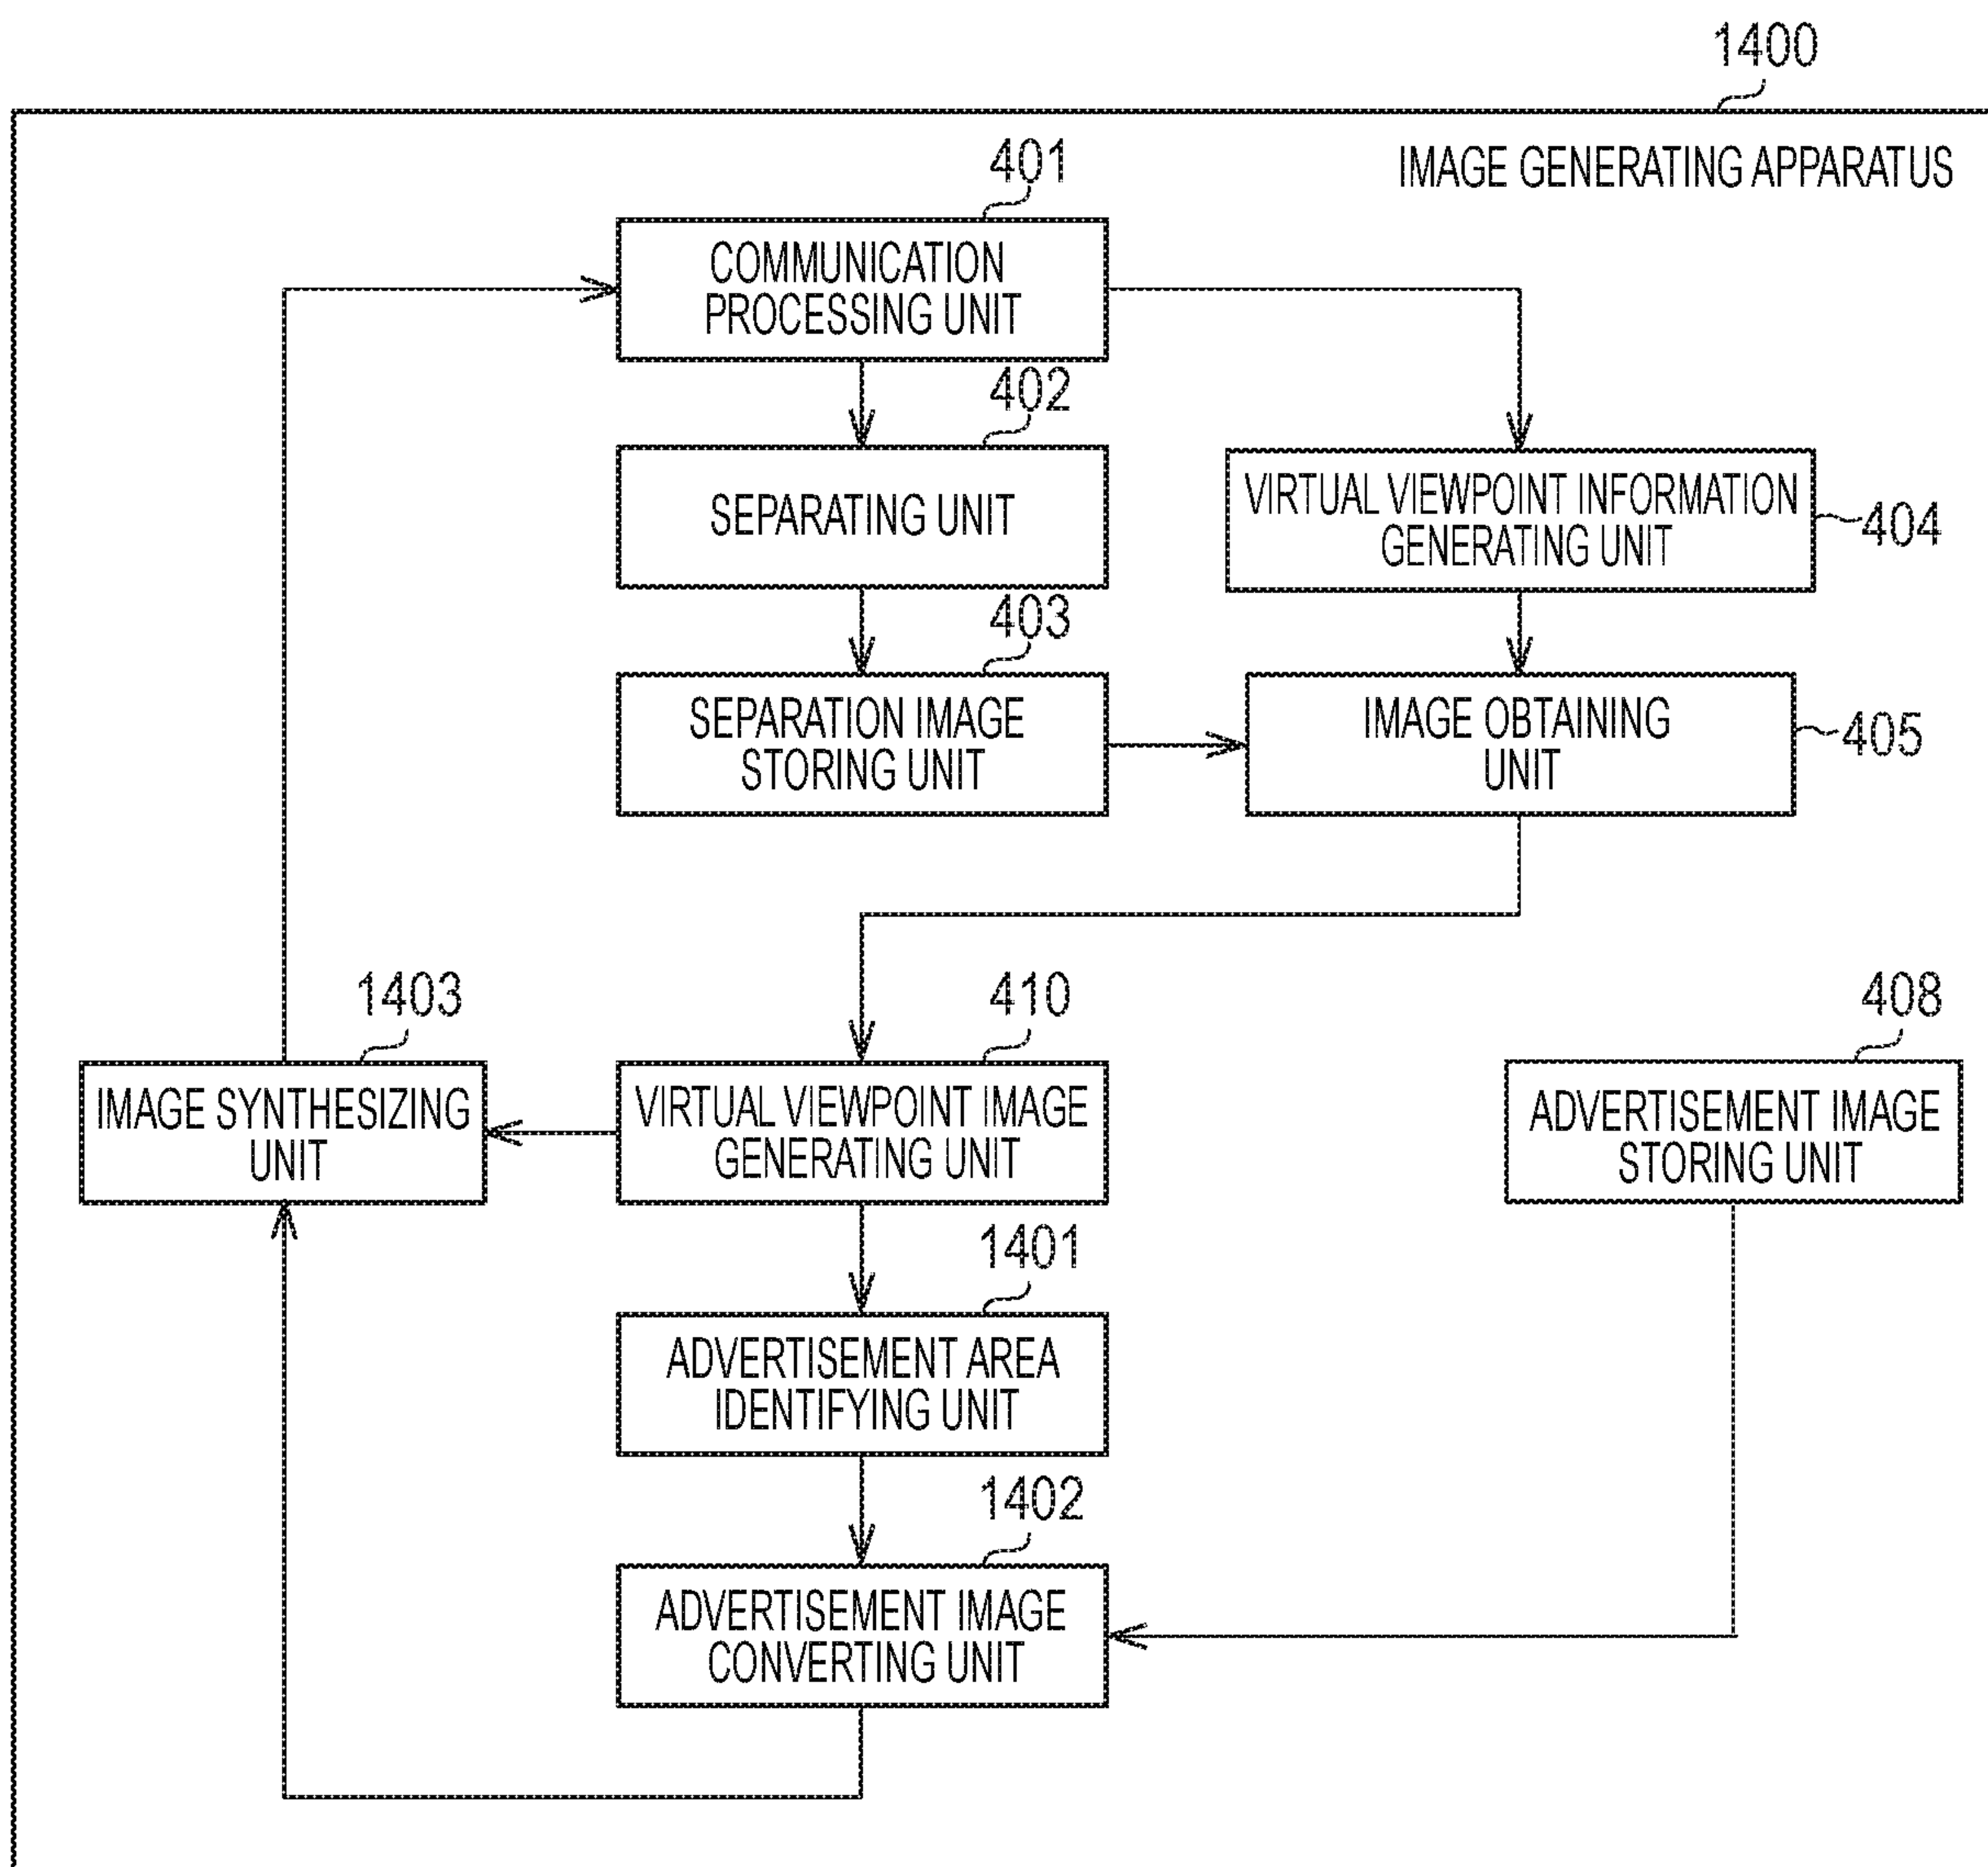 1400
IMAGE GENERATING APPARATUS
401
COMMUNICATION
PROCESSING UNIT
402
SEPARATING UNIT
VIRTUAL VIEWPOINT INFORMATION
GENERATING UNIT
404
403
SEPARATION IMAGE
STORING UNIT
IMAGE OBTAINING
UNIT
405
1403
IMAGE SYNTHESIZING
UNIT
410
VIRTUAL VIEWPOINT IMAGE
GENERATING UNIT
408
ADVERTISEMENT IMAGE
STORING UNIT
1401
ADVERTISEMENT AREA
IDENTIFYING UNIT
1402
ADVERTISEMENT IMAGE
CONVERTING UNIT